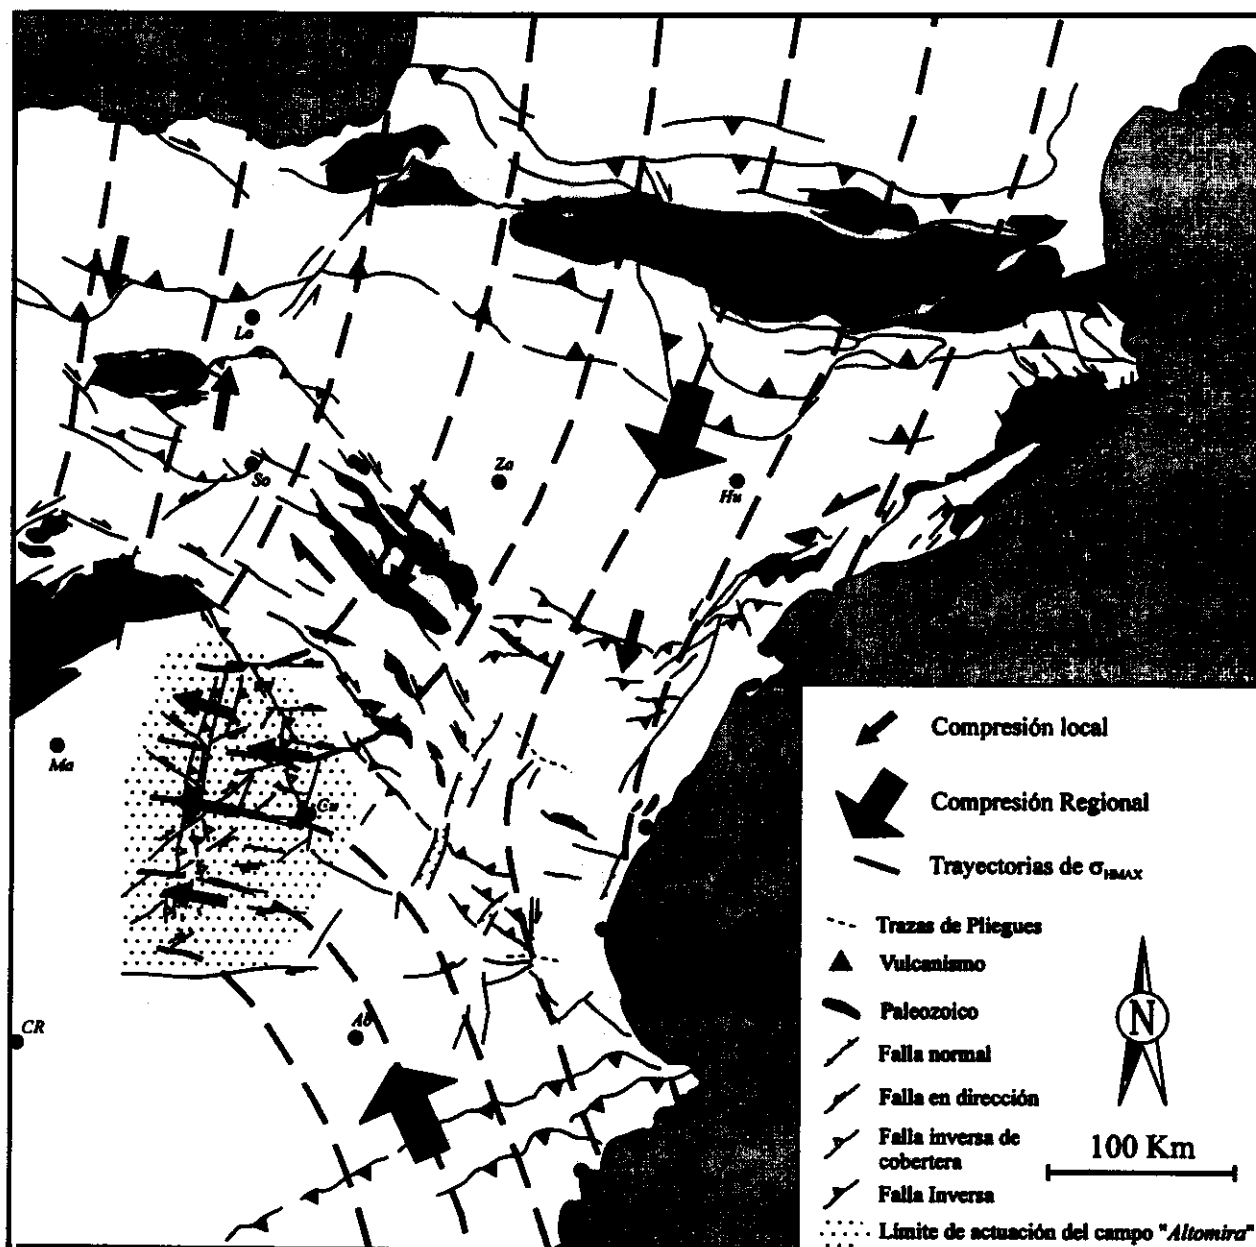 Lo
So
Za
Hu
Ma
Cu
CR
Ab
Compresión local
Compresión Regional
Trayectorias de σHMAX
Trazas de Pliegues
Vulcanismo
Paleozoico
Falla normal
Falla en dirección
Falla inversa de
cobertera
Falla Inversa
Límite de actuación del campo "Altomira"
N
100 Km